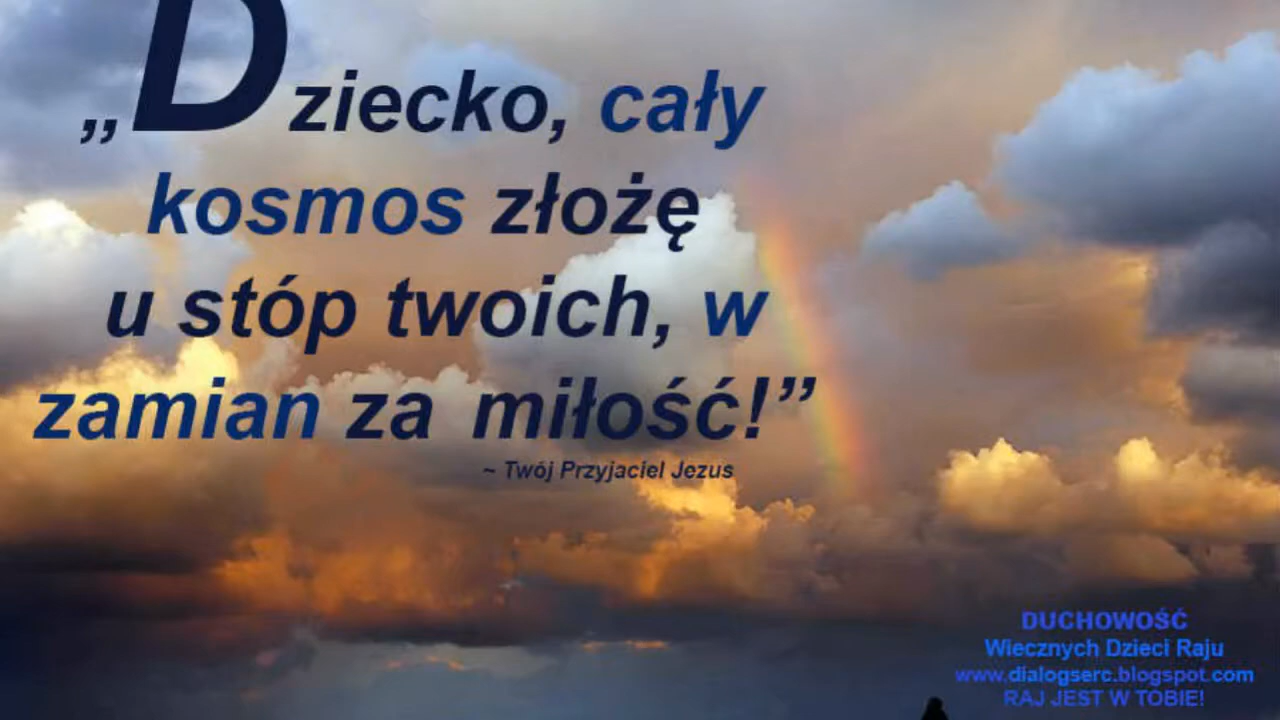 „Dziecko, cały
kosmos złożę
u stóp twoich, w
zamian za miłość!”
~ Twój Przyjaciel Jezus
DUCHOWOŚĆ
Wiecznych Dzieci Raju
www.dialogserc.blogspot.com
RAJ JEST W TOBIE!